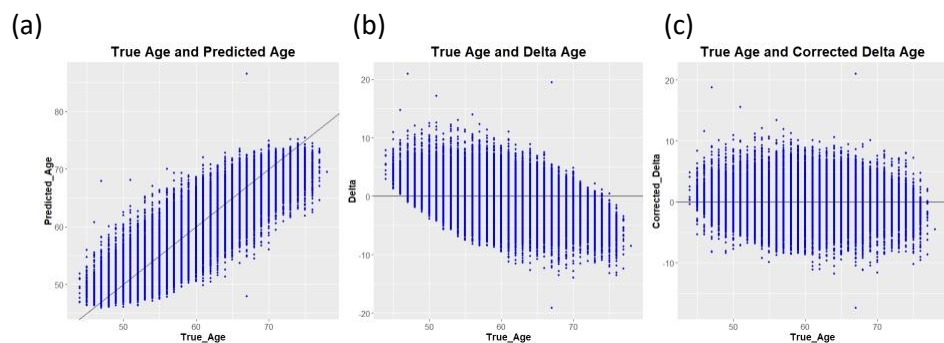 (a)
True Age and Predicted Age
Predicted_Age
80
70
60
50
50
60
70
True_Age
(b)
True Age and Delta Age
Delta
20
10
0
-10
-20
50
60
70
True_Age
(c)
True Age and Corrected Delta Age
Corrected_Delta
20
10
0
-10
50
60
70
True_Age